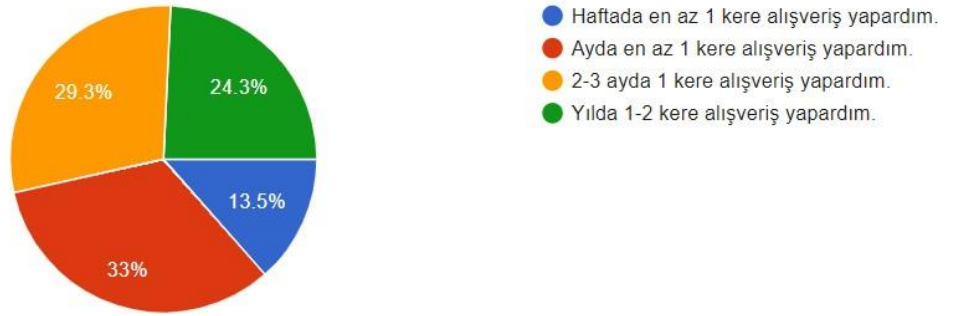 Haftada en az 1 kere alışveriş yapardım.
Ayda en az 1 kere alışveriş yapardım.
2-3 ayda 1 kere alışveriş yapardım.
Yılda 1-2 kere alışveriş yapardım.
29.3%
24.3%
13.5%
33%